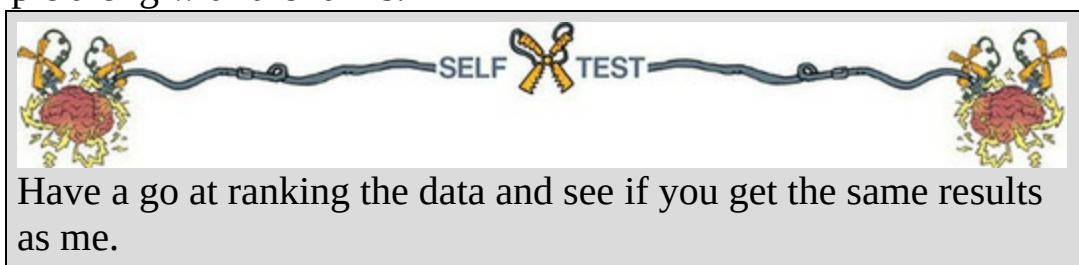 SELF TEST
Have a go at ranking the data and see if you get the same results
as me.